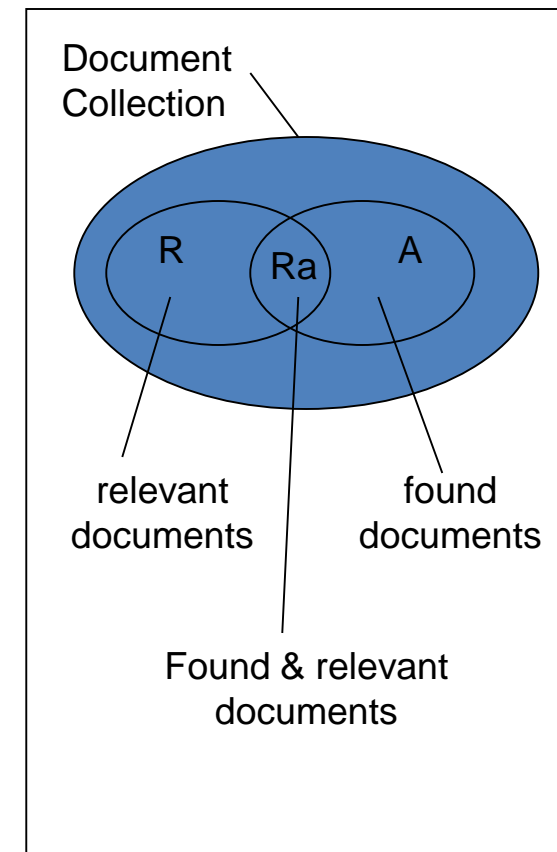 Document
Collection
R
Ra
A
relevant
documents
found
documents
Found & relevant
documents